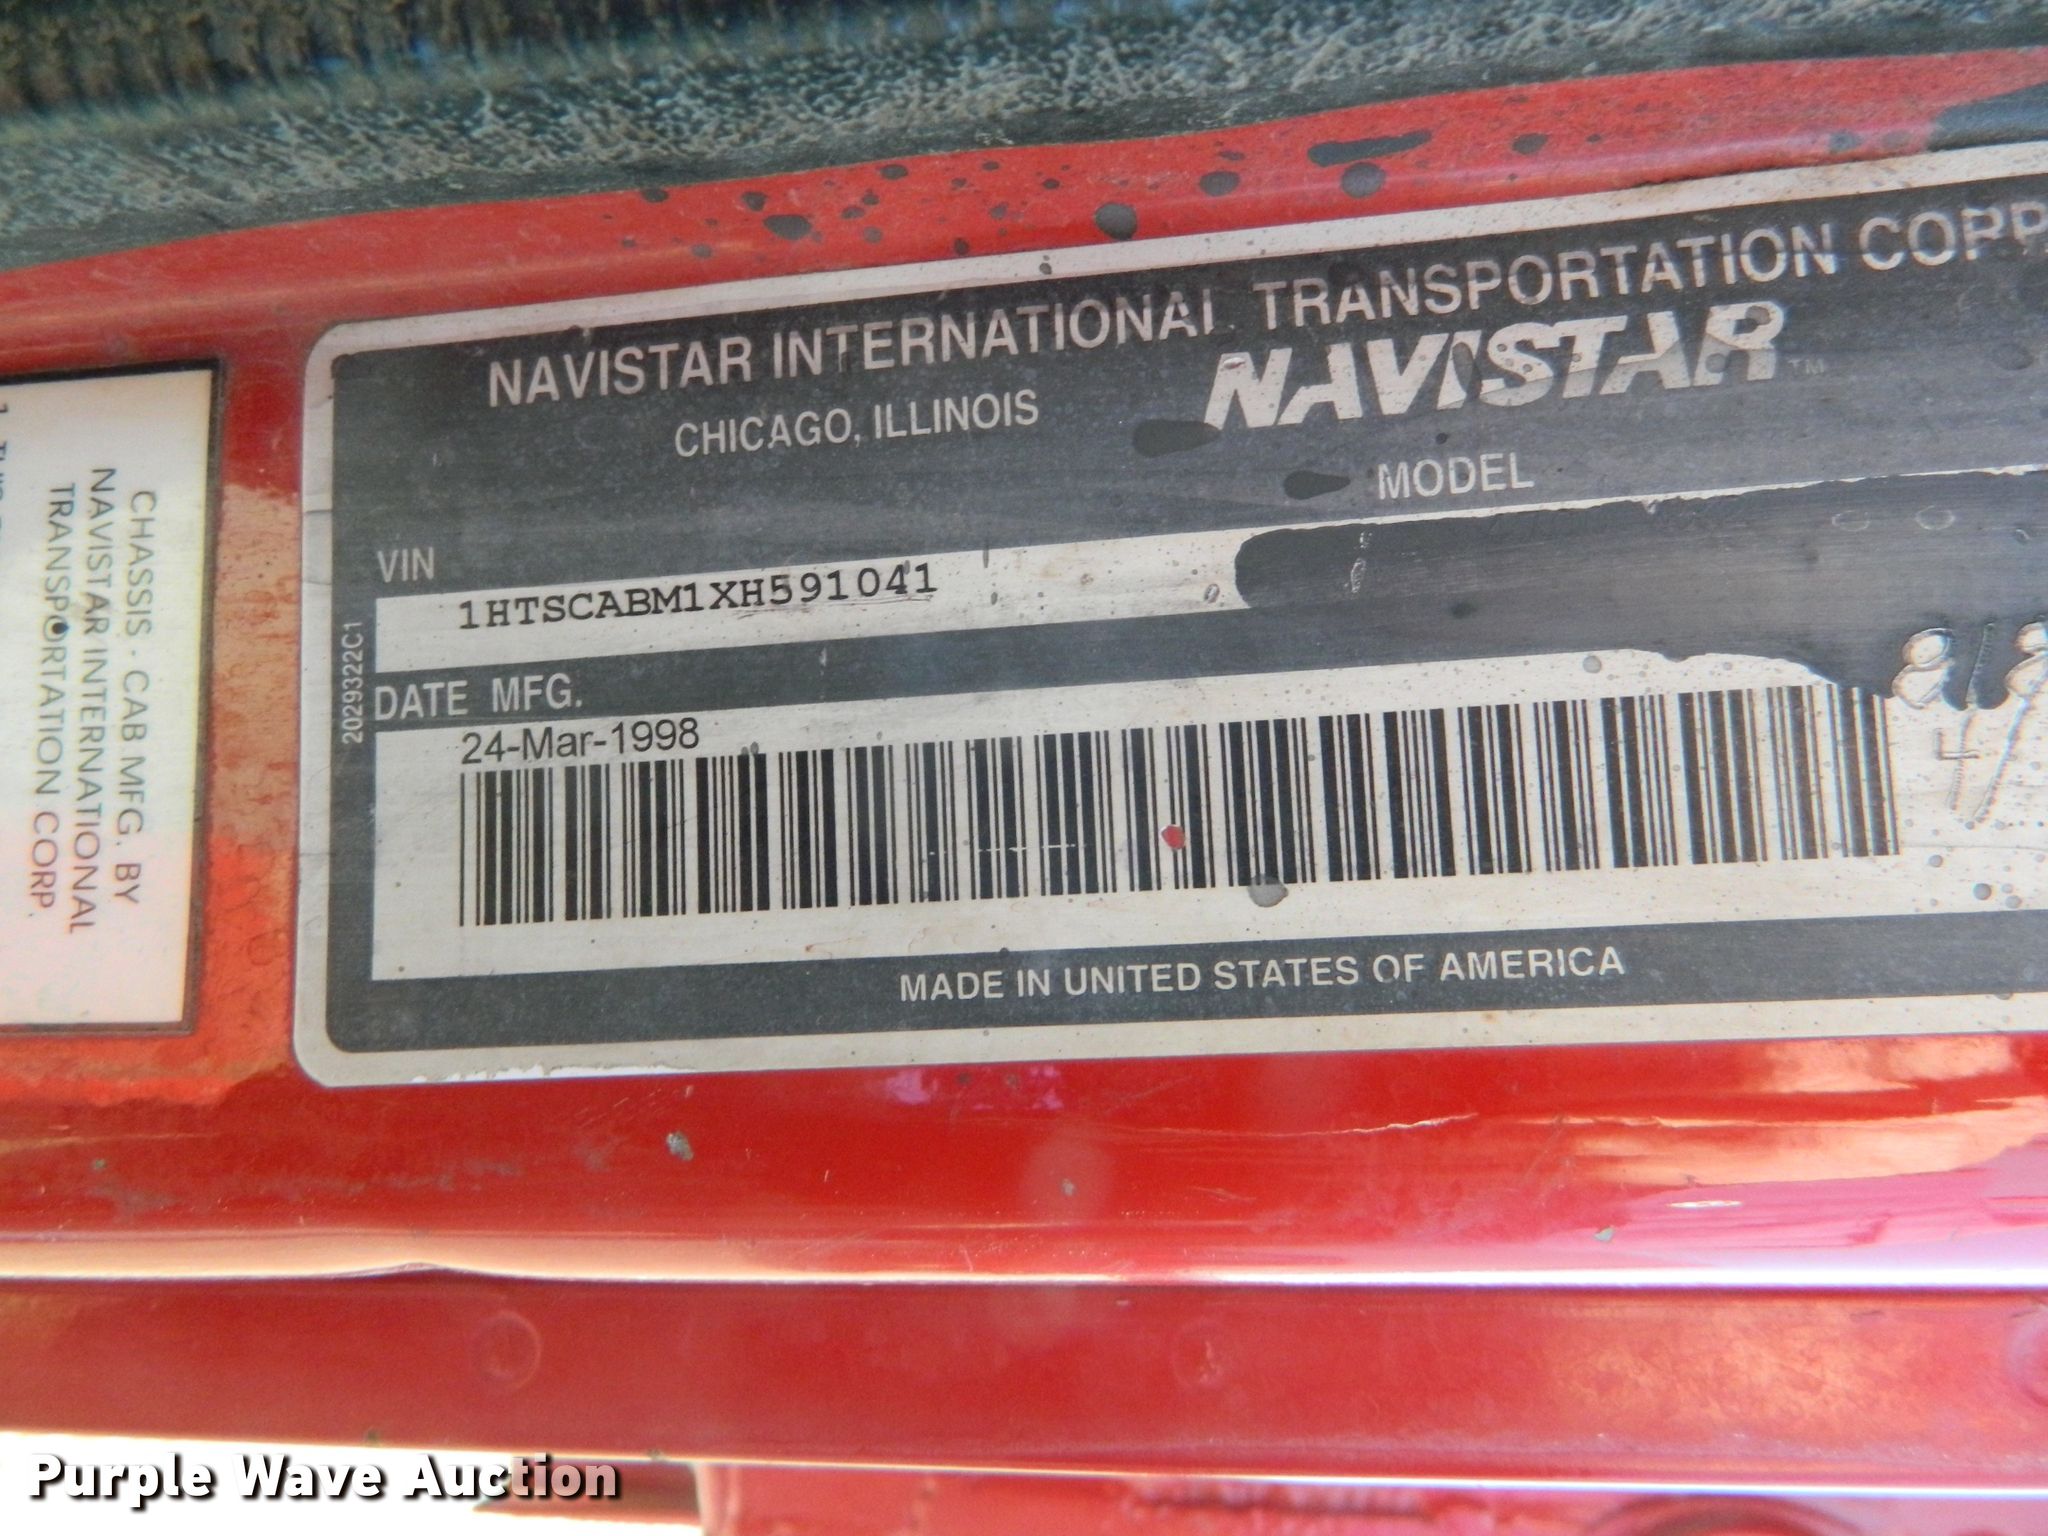 NAVISTAR INTERNATIONAL TRANSPORTATION CORP
CHICAGO, ILLINOIS
NAVISTAR™
MODEL
VIN
1HTSCABM1XH591041
DATE MFG.
24-Mar-1998
2029322C1
MADE IN UNITED STATES OF AMERICA
CHASSIS - CAB MFG. BY
NAVISTAR INTERNATIONAL
TRANSPORTATION CORP.
Purple Wave Auction